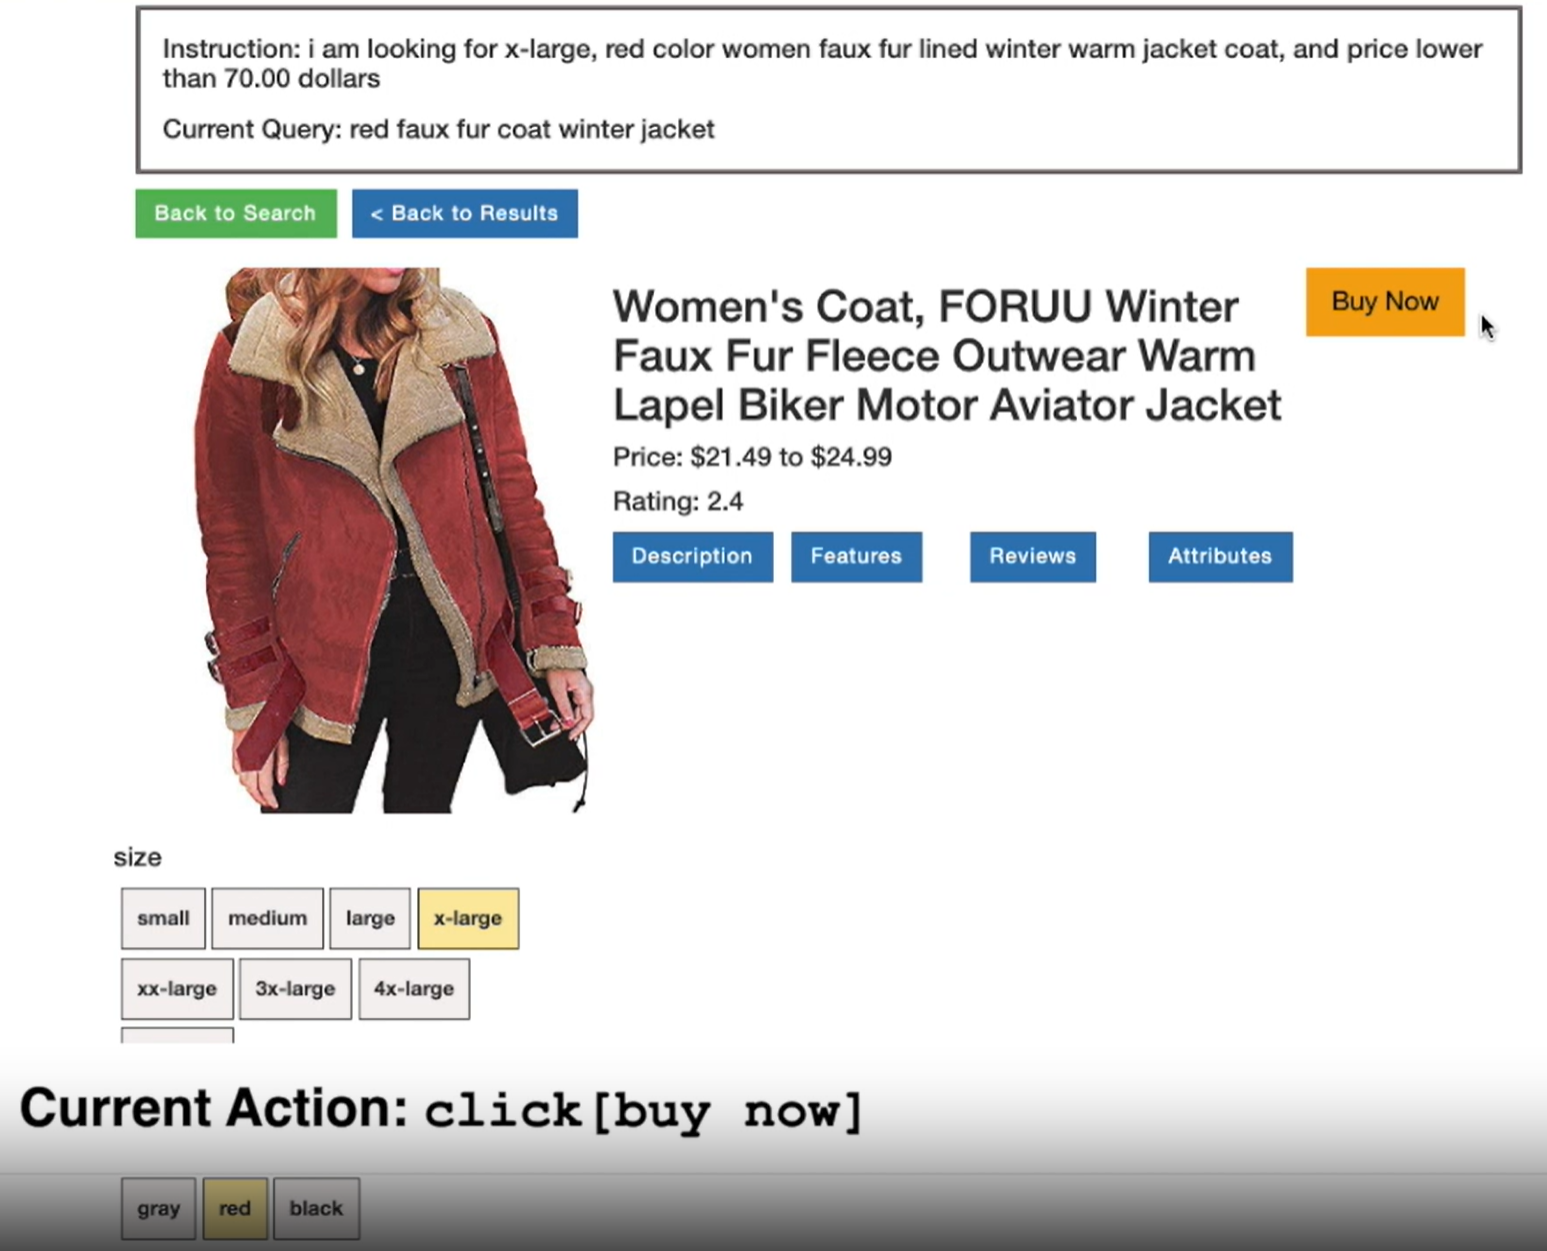 Instruction: i am looking for x-large, red color women faux fur lined winter warm jacket coat, and price lower
than 70.00 dollars
Current Query: red faux fur coat winter jacket
Back to Search
< Back to Results
Women's Coat, FORUU Winter
Faux Fur Fleece Outwear Warm
Lapel Biker Motor Aviator Jacket
Buy Now
Price: $21.49 to $24.99
Rating: 2.4
Description Features Reviews Attributes
size
small medium large x-large
xx-large 3x-large 4x-large
Current Action: click[buy now]
gray red black